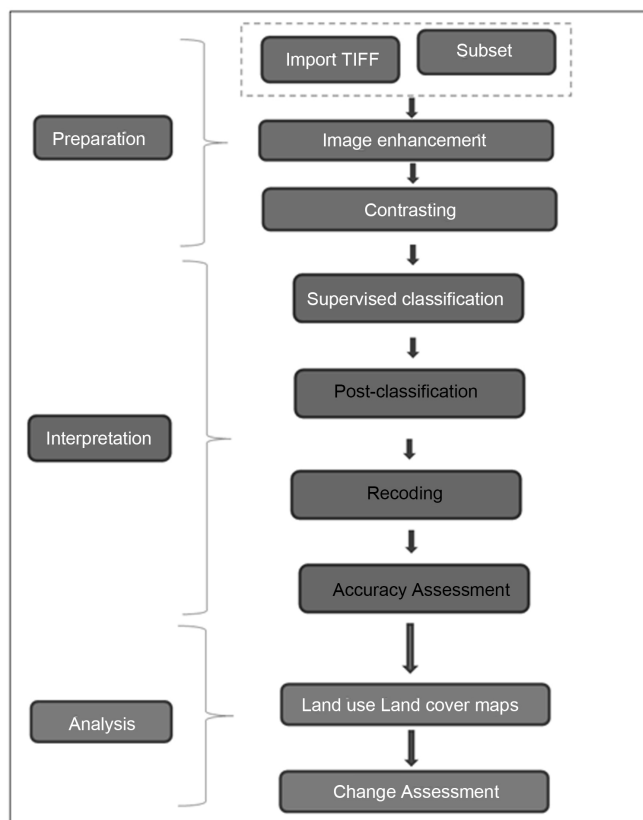 Import TIFF
Subset
Preparation
Image enhancement
Contrasting
Supervised classification
Post-classification
Interpretation
Recoding
Accuracy Assessment
Land use Land cover maps
Analysis
Change Assessment